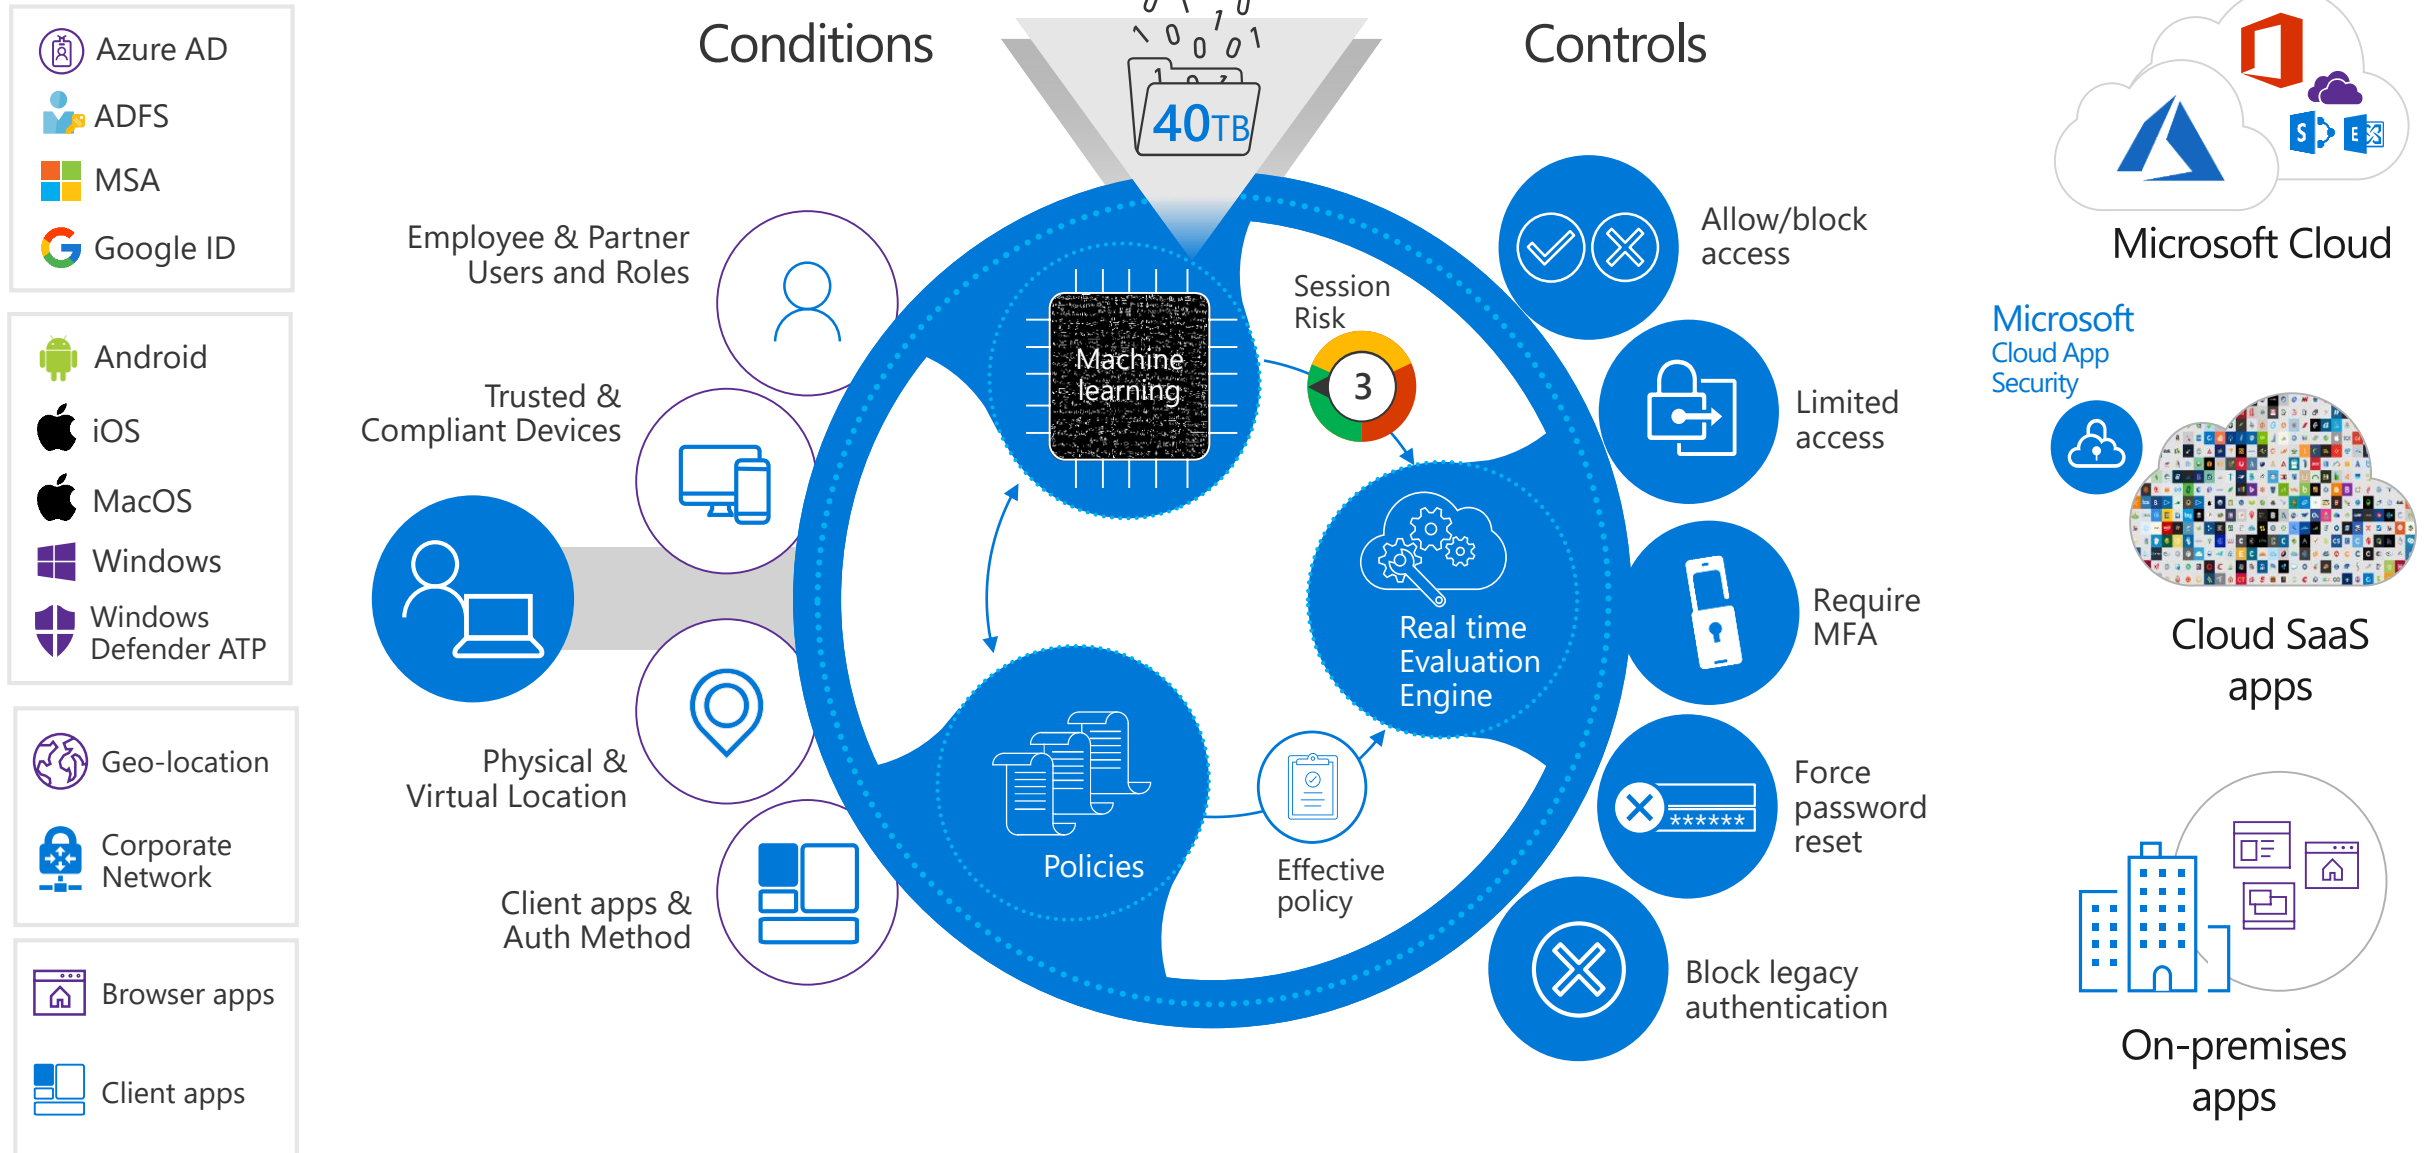 Azure AD
ADFS
MSA
Google ID
Android
iOS
MacOS
Windows
Windows
Defender ATP
Geo-location
Corporate
Network
Browser apps
Client apps
Conditions
Employee & Partner
Users and Roles
Trusted &
Compliant Devices
Physical &
Virtual Location
Client apps &
Auth Method
40TB
Machine
learning
Session
Risk
3
Real time
Evaluation
Engine
Policies
Effective
policy
Controls
Allow/block
access
Limited
access
Require
MFA
Force
password
reset
******
Block legacy
authentication
S
E
Microsoft Cloud
Microsoft
Cloud App
Security
Cloud SaaS
apps
On-premises
apps